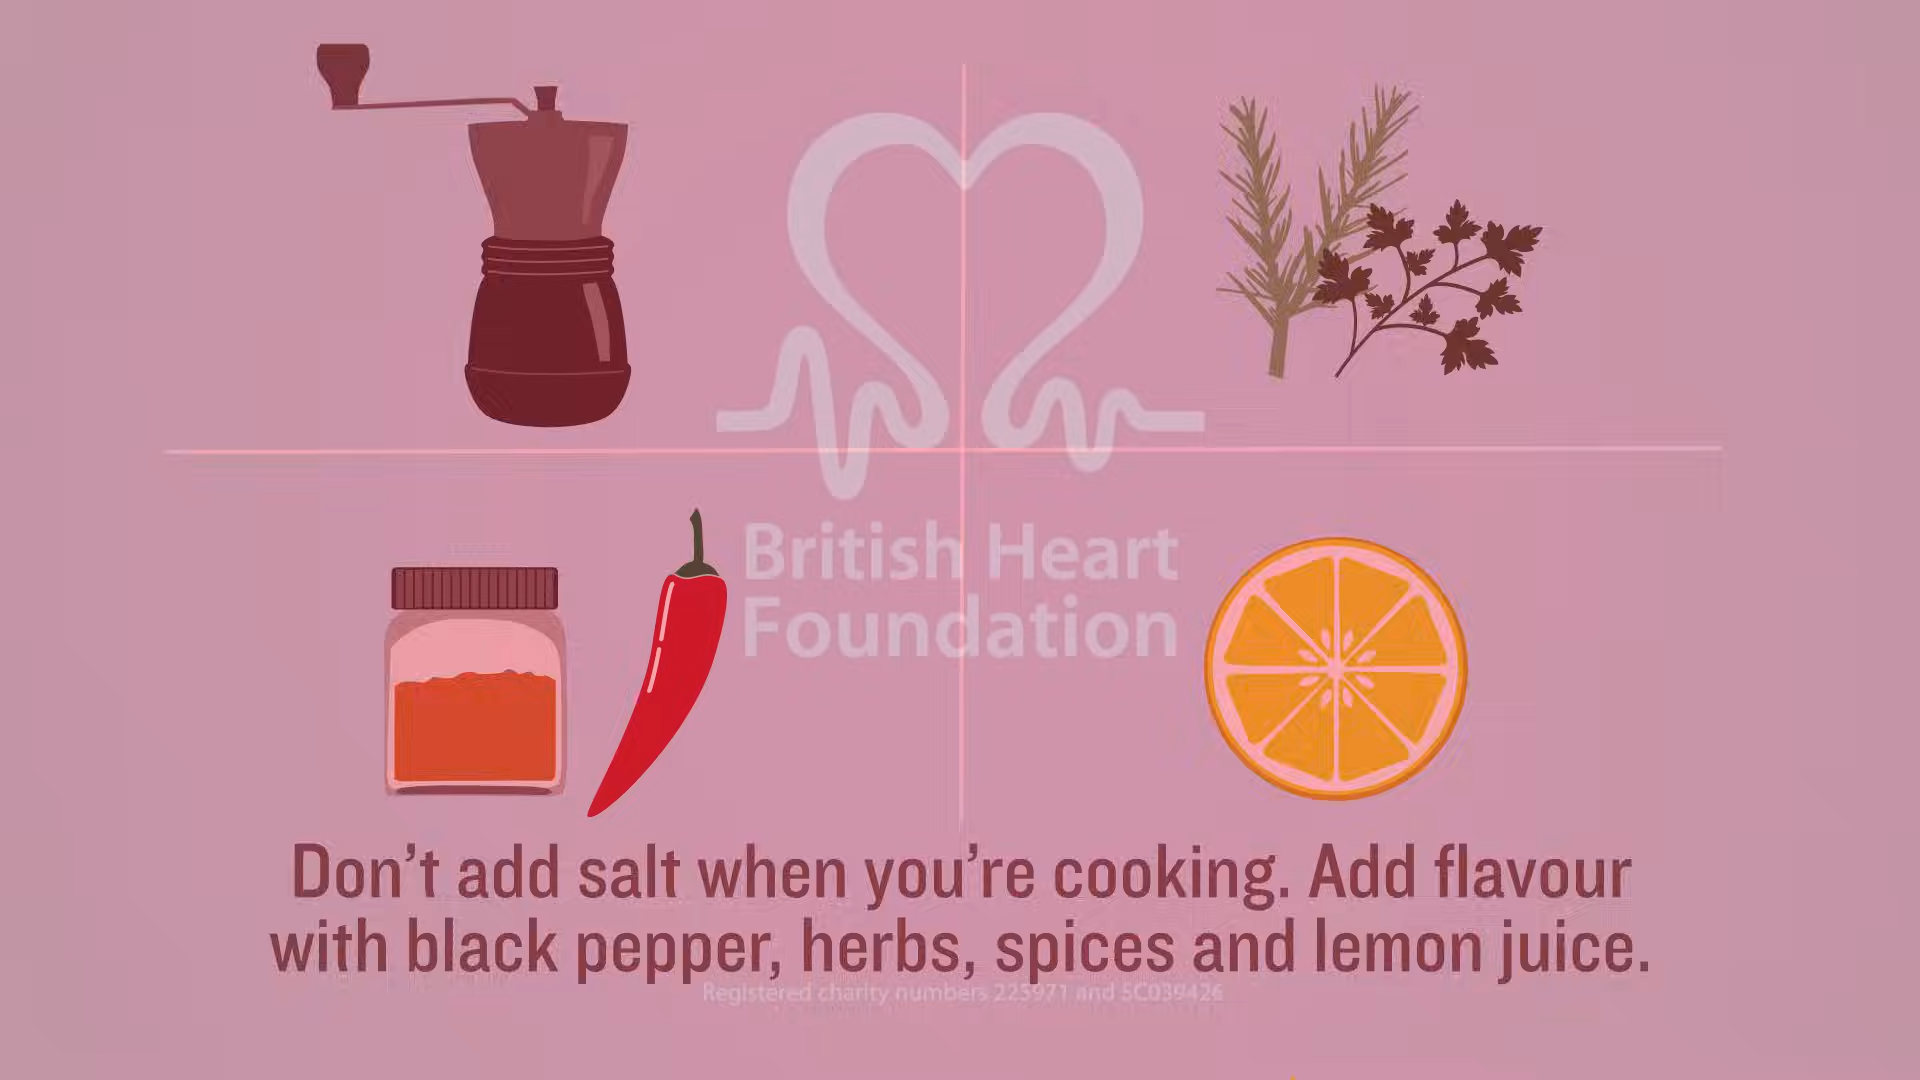 British Heart
Foundation
Don't add salt when you're cooking. Add flavour
with black pepper, herbs, spices and lemon juice.
Registered charity numbers 225971 and SC039426